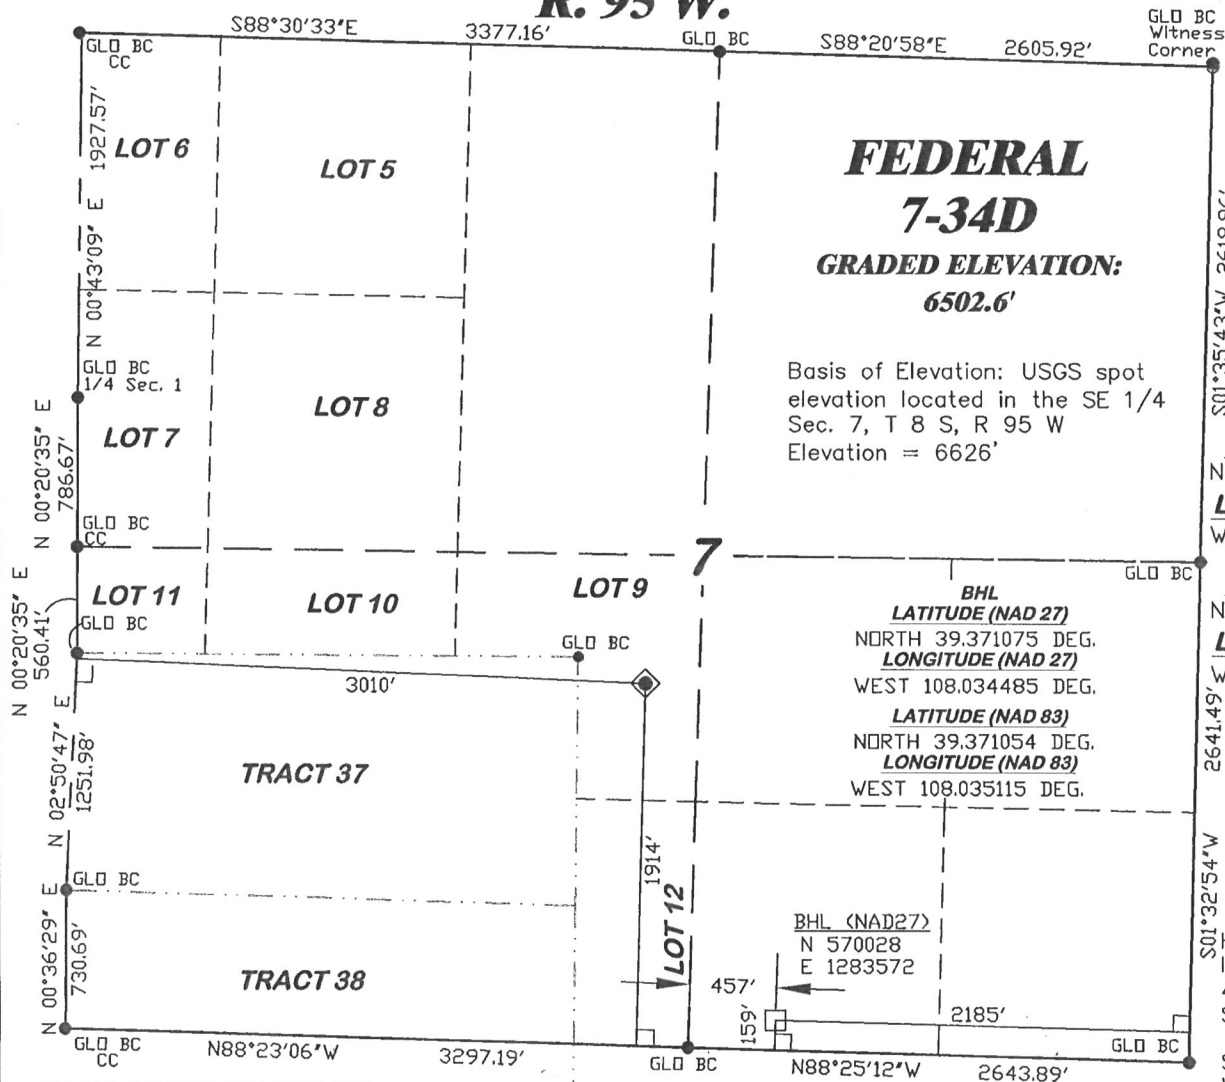 R. 95 W.
S88°30'33"E
3377.16'
S88°20'58"E
2605.92'
GLO BC
Witness
Corner
GLO BC
CC
GLO BC
1927.57'
N 00°43'09" E
LOT 6
LOT 5
FEDERAL
7-34D
GRADED ELEVATION:
6502.6'
Basis of Elevation: USGS spot
elevation located in the SE 1/4
Sec. 7, T 8 S, R 95 W
Elevation = 6626'
S01°35'43"W
GLO BC
1/4 Sec. 1
LOT 7
LOT 8
N 00°20'35" E
786.67'
GLO BC
CC
7
GLO BC
LOT 11
LOT 10
LOT 9
N 00°20'35" E
560.41'
GLO BC
GLO BC
3010'
BHL
LATITUDE (NAD 27)
NORTH 39.371075 DEG.
LONGITUDE (NAD 27)
WEST 108.034485 DEG.
LATITUDE (NAD 83)
NORTH 39.371054 DEG.
LONGITUDE (NAD 83)
WEST 108.035115 DEG.
2641.49'
S01°32'54"W
N 02°50'47" E
1251.98'
TRACT 37
1914'
LOT 12
GLO BC
N 00°36'29" E
730.69'
TRACT 38
BHL (NAD27)
N 570028
E 1283572
457'
159'
2185'
GLO BC
CC
N88°23'06"W
3297.19'
GLO BC
N88°25'12"W
2643.89'
GLO BC